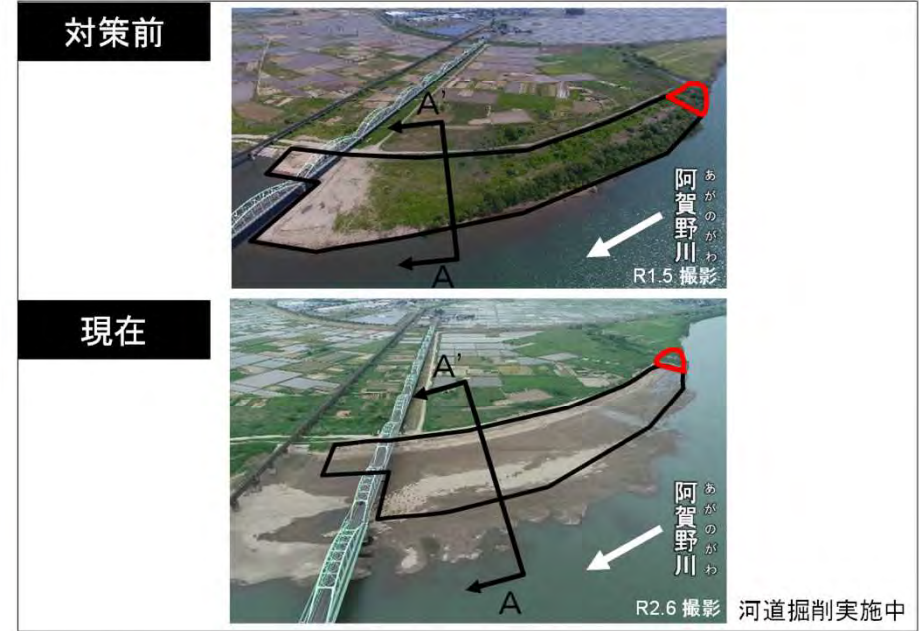 対策前
A'
A
阿賀野川
あがのがわ
R1.5 撮影
現在
A'
A
阿賀野川
あがのがわ
R2.6 撮影
河道掘削実施中